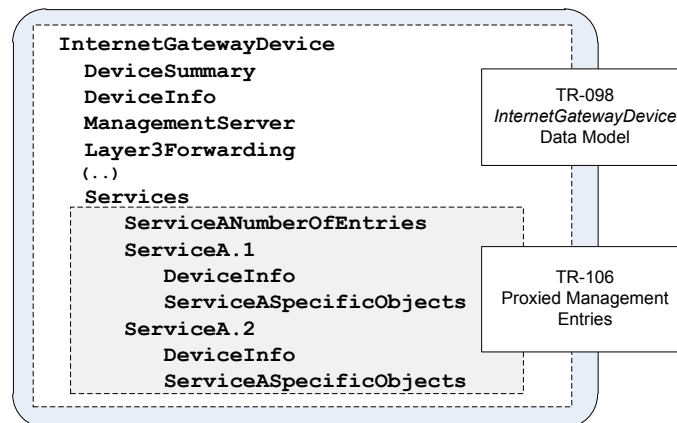 InternetGatewayDevice
DeviceSummary
DeviceInfo
ManagementServer
Layer3Forwarding
(..)
Services
ServiceANumberOfEntries
ServiceA.1
DeviceInfo
ServiceASpecificObjects
ServiceA.2
DeviceInfo
ServiceASpecificObjects
TR-098
InternetGatewayDevice
Data Model
TR-106
Proxied Management
Entries